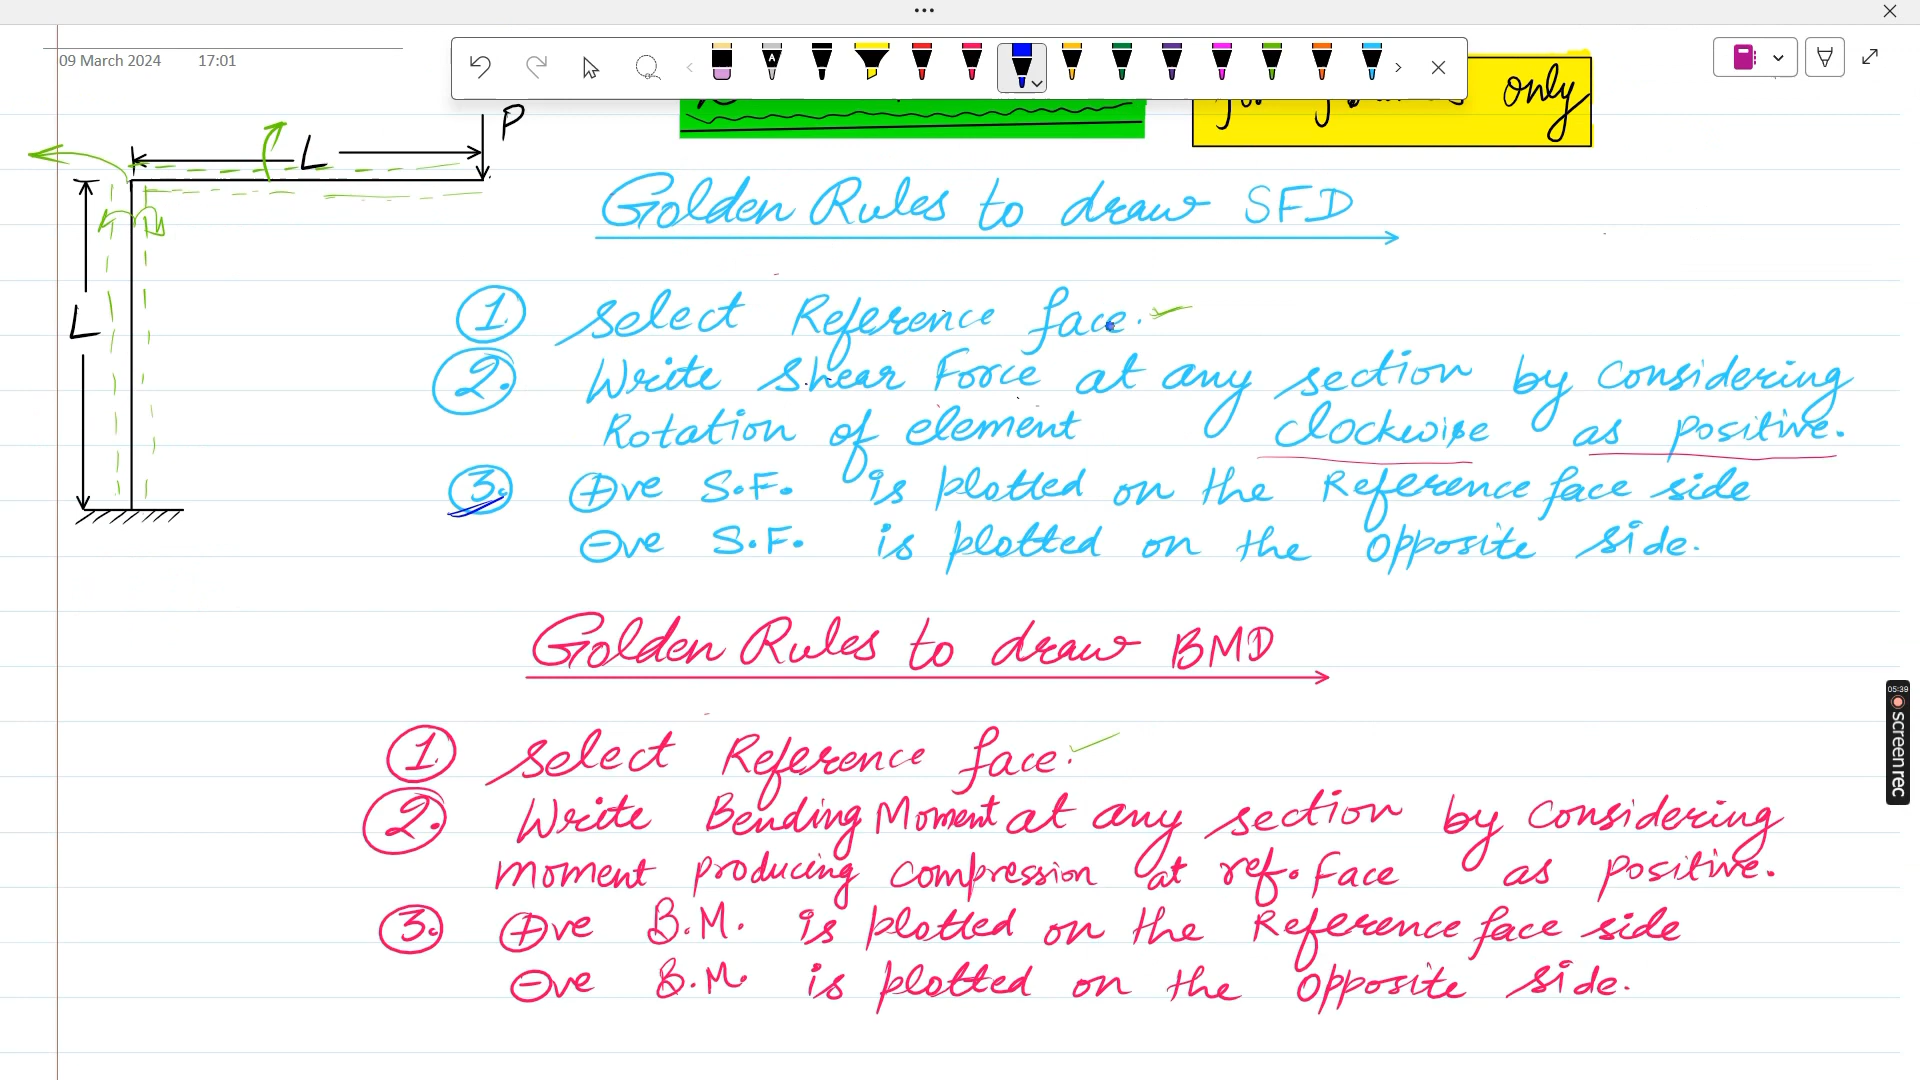 09 March 2024 17:01
only
P
L
L
Golden Rules to draw SFD
1. Select Reference face.
2. Write Shear Force at any section by Considering
Rotation of element clockwise as positive.
3. +ve S.F. is plotted on the Reference face side
-ve S.F. is plotted on the opposite side.
Golden Rules to draw BMD
1. Select Reference face.
2. Write Bending Moment at any section by Considering
Moment producing compression at ref. Face as positive.
3. +ve B.M. is plotted on the Reference face side
-ve B.M. is plotted on the opposite side.
05:39
screenrec